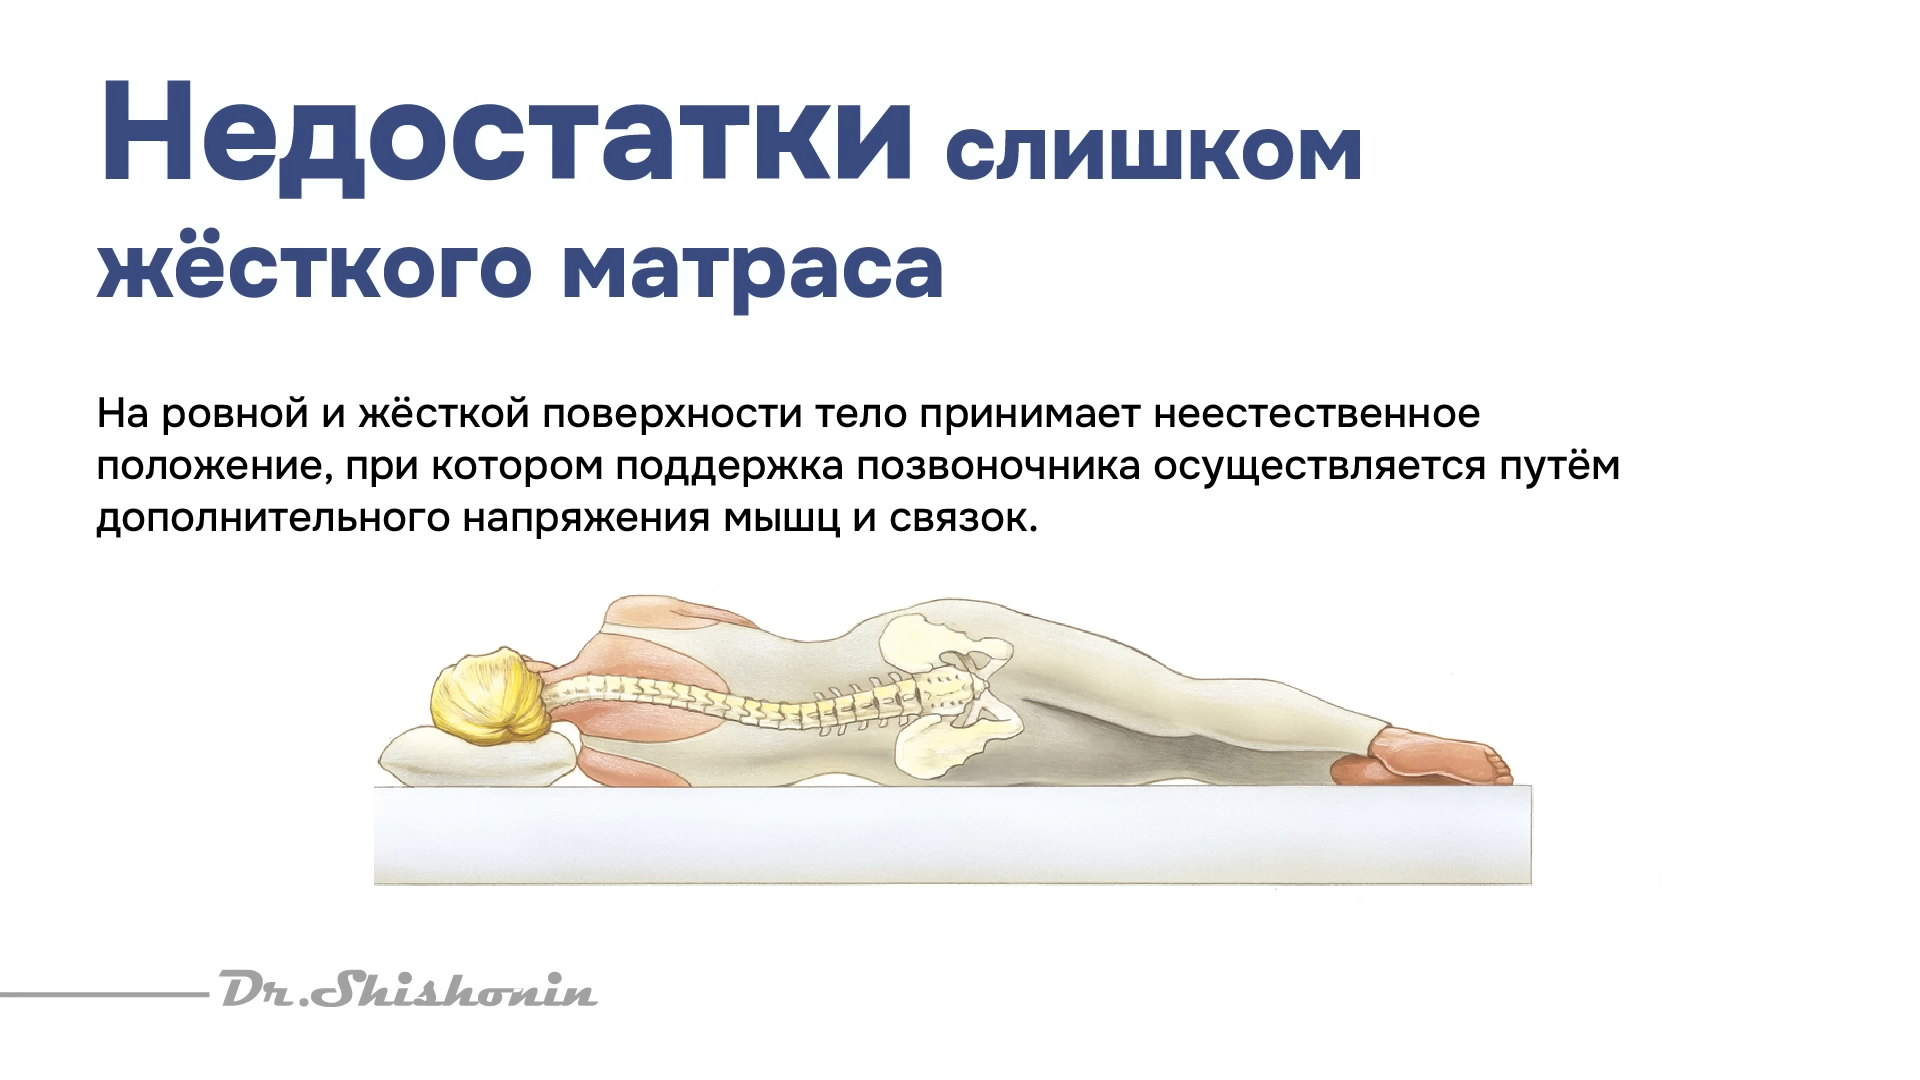 Недостатки слишком
жёсткого матраса
На ровной и жёсткой поверхности тело принимает неестественное
положение, при котором поддержка позвоночника осуществляется путём
дополнительного напряжения мышц и связок.
Dr.Shishonin